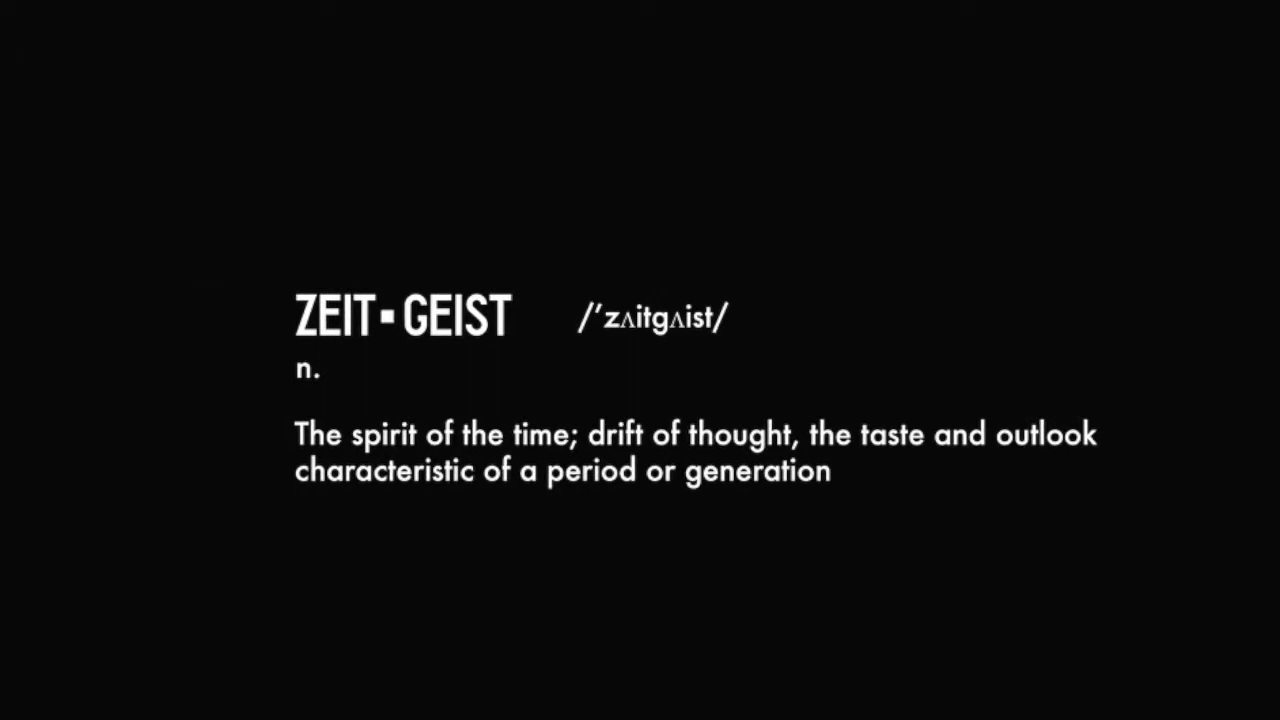 ZEIT▪GEIST /ˈzʌitgʌist/
n.
The spirit of the time; drift of thought, the taste and outlook
characteristic of a period or generation